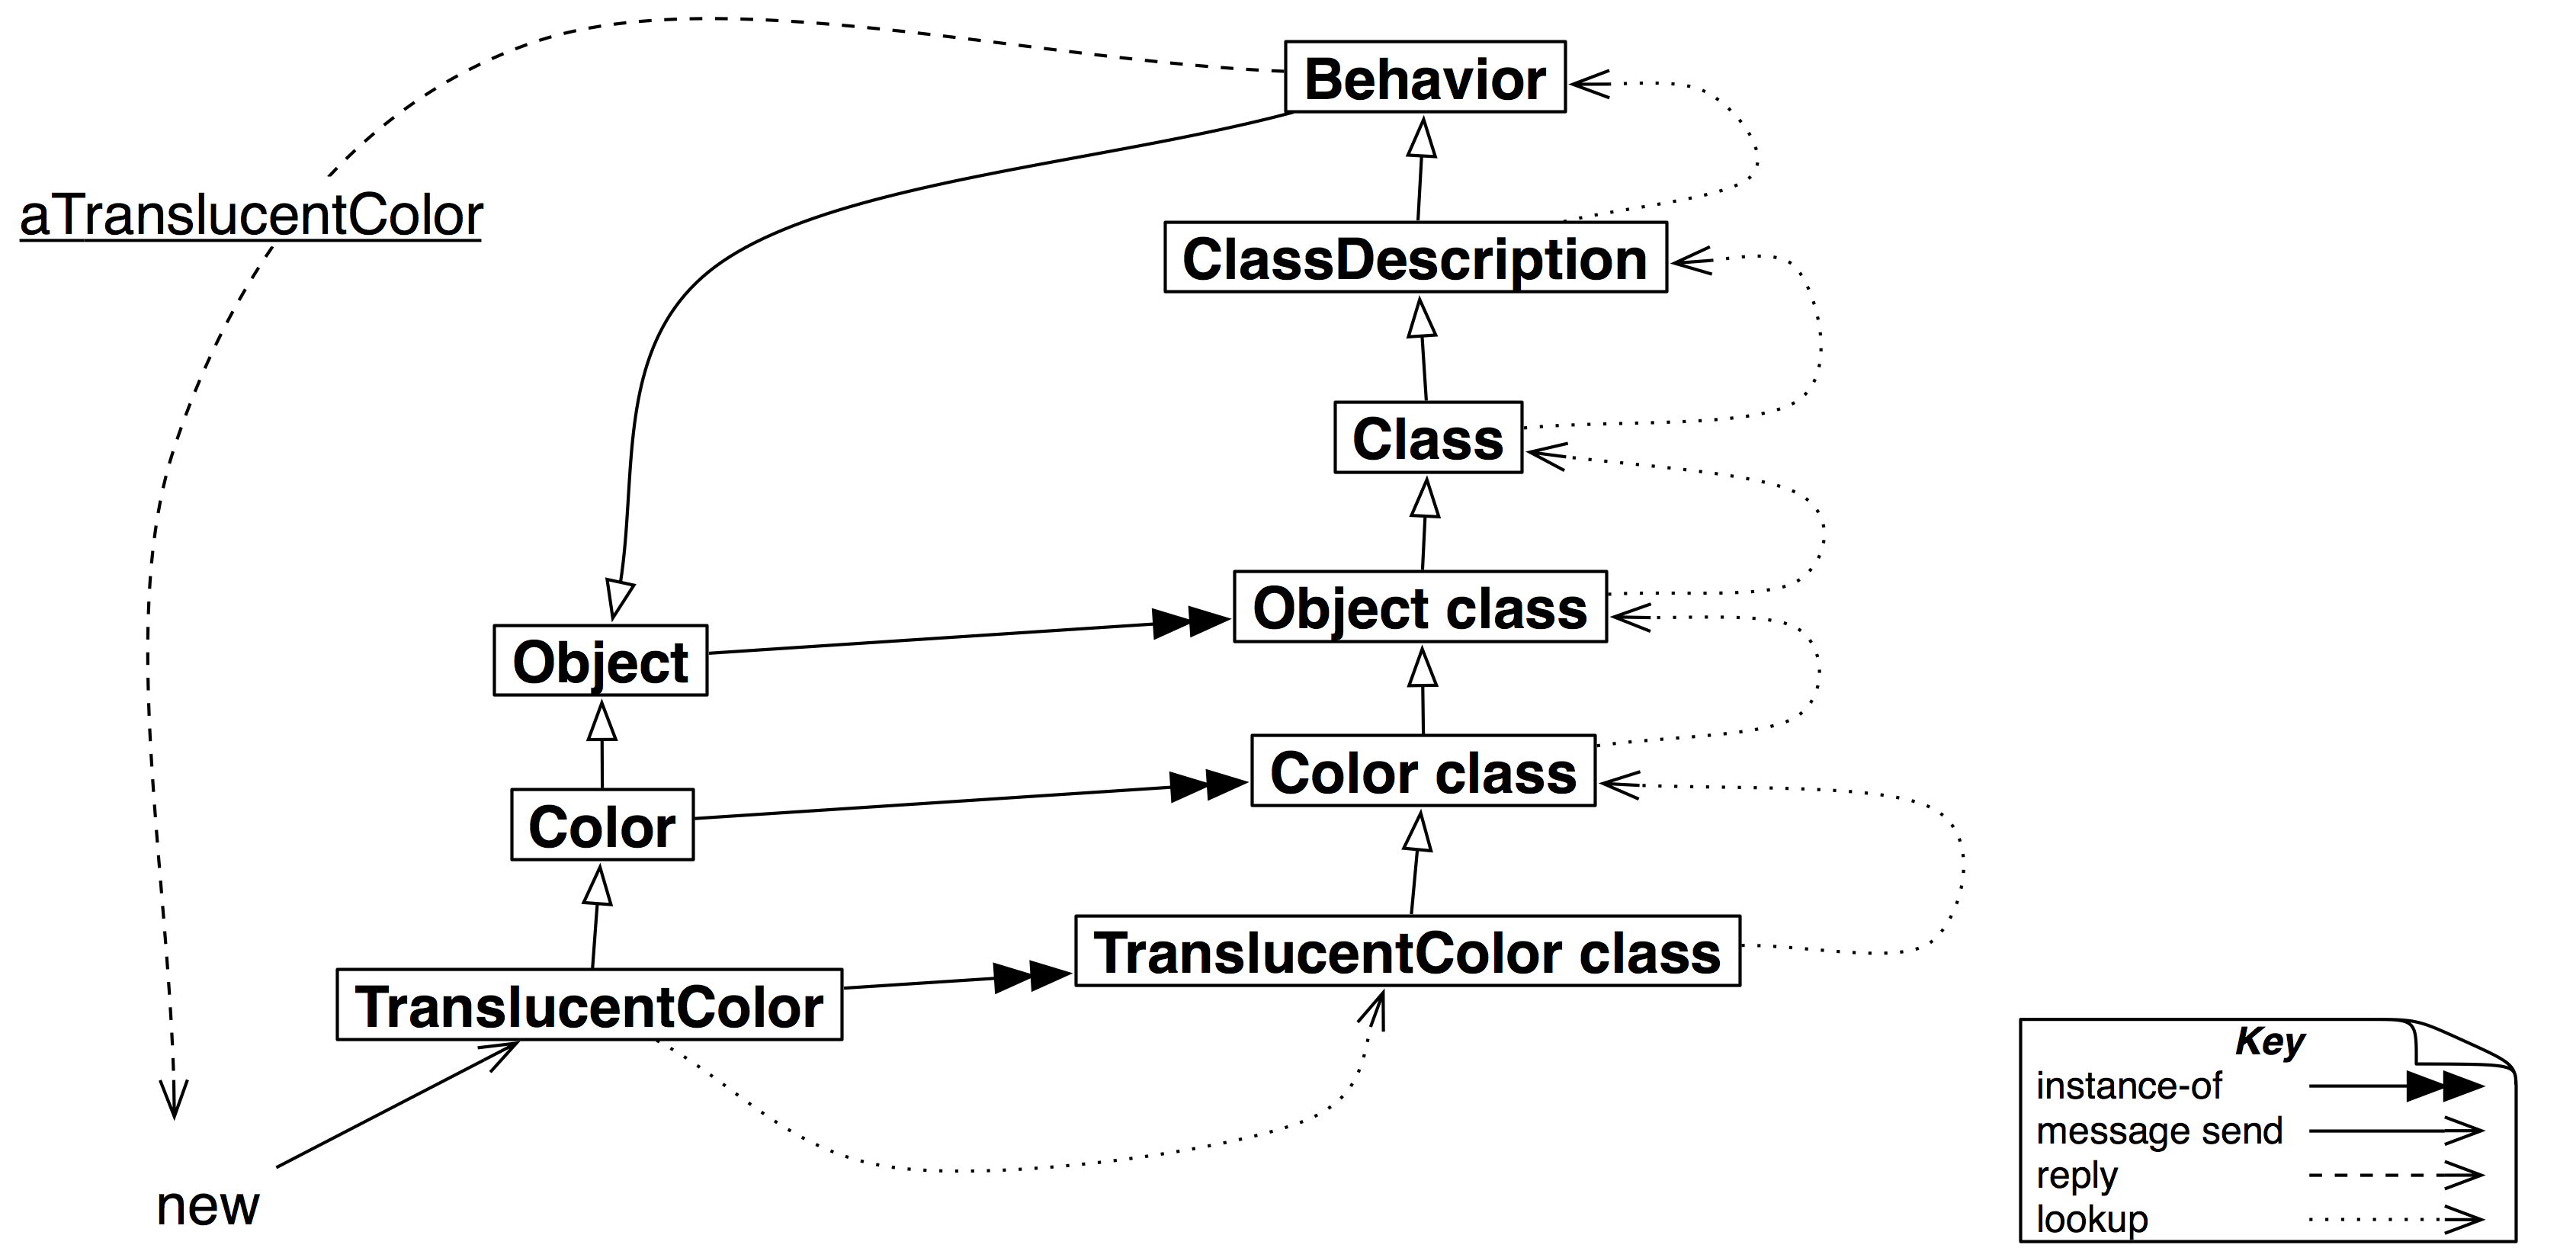 Behavior
aTranslucentColor
ClassDescription
Class
Object class
Object
Color class
Color
TranslucentColor class
TranslucentColor
new
Key
instance-of
message send
reply
lookup